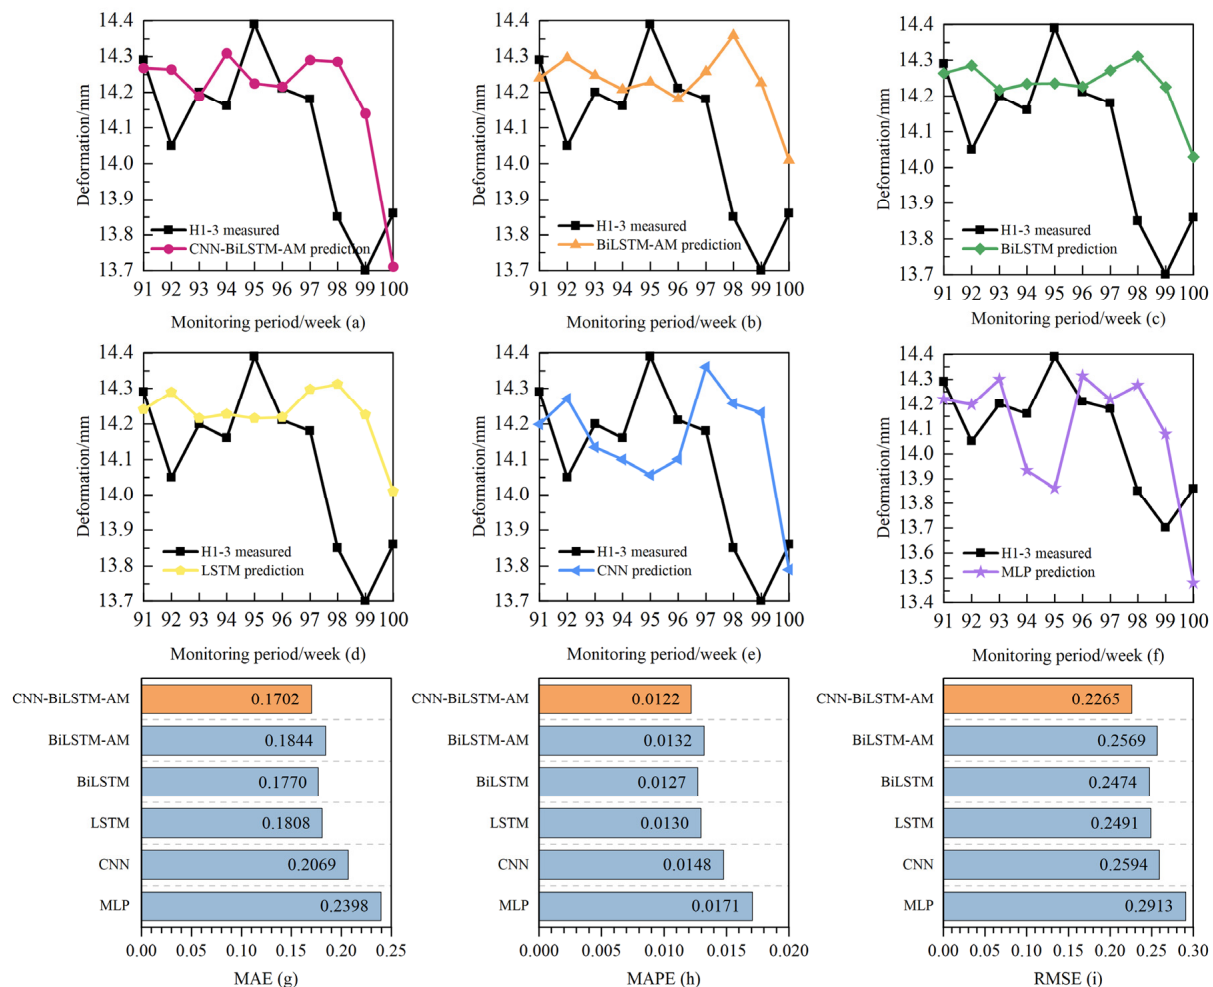 14.4
14.3
14.2
14.1
14.0
13.9
13.8
13.7
Deformation/mm
H1-3 measured
CNN-BiLSTM-AM prediction
91 92 93 94 95 96 97 98 99 100
Monitoring period/week (a)
14.4
14.3
14.2
14.1
14.0
13.9
13.8
13.7
Deformation/mm
H1-3 measured
BiLSTM-AM prediction
91 92 93 94 95 96 97 98 99 100
Monitoring period/week (b)
14.4
14.3
14.2
14.1
14.0
13.9
13.8
13.7
Deformation/mm
H1-3 measured
BiLSTM prediction
91 92 93 94 95 96 97 98 99 100
Monitoring period/week (c)
14.4
14.3
14.2
14.1
14.0
13.9
13.8
13.7
Deformation/mm
H1-3 measured
LSTM prediction
91 92 93 94 95 96 97 98 99 100
Monitoring period/week (d)
14.4
14.3
14.2
14.1
14.0
13.9
13.8
13.7
Deformation/mm
H1-3 measured
CNN prediction
91 92 93 94 95 96 97 98 99 100
Monitoring period/week (e)
14.4
14.3
14.2
14.1
14.0
13.9
13.8
13.7
13.6
13.5
13.4
Deformation/mm
H1-3 measured
MLP prediction
91 92 93 94 95 96 97 98 99 100
Monitoring period/week (f)
CNN-BiLSTM-AM 0.1702
BiLSTM-AM 0.1844
BiLSTM 0.1770
LSTM 0.1808
CNN 0.2069
MLP 0.2398
0.00 0.05 0.10 0.15 0.20 0.25
MAE (g)
CNN-BiLSTM-AM 0.0122
BiLSTM-AM 0.0132
BiLSTM 0.0127
LSTM 0.0130
CNN 0.0148
MLP 0.0171
0.000 0.005 0.010 0.015 0.020
MAPE (h)
CNN-BiLSTM-AM 0.2265
BiLSTM-AM 0.2569
BiLSTM 0.2474
LSTM 0.2491
CNN 0.2594
MLP 0.2913
0.00 0.05 0.10 0.15 0.20 0.25 0.30
RMSE (i)